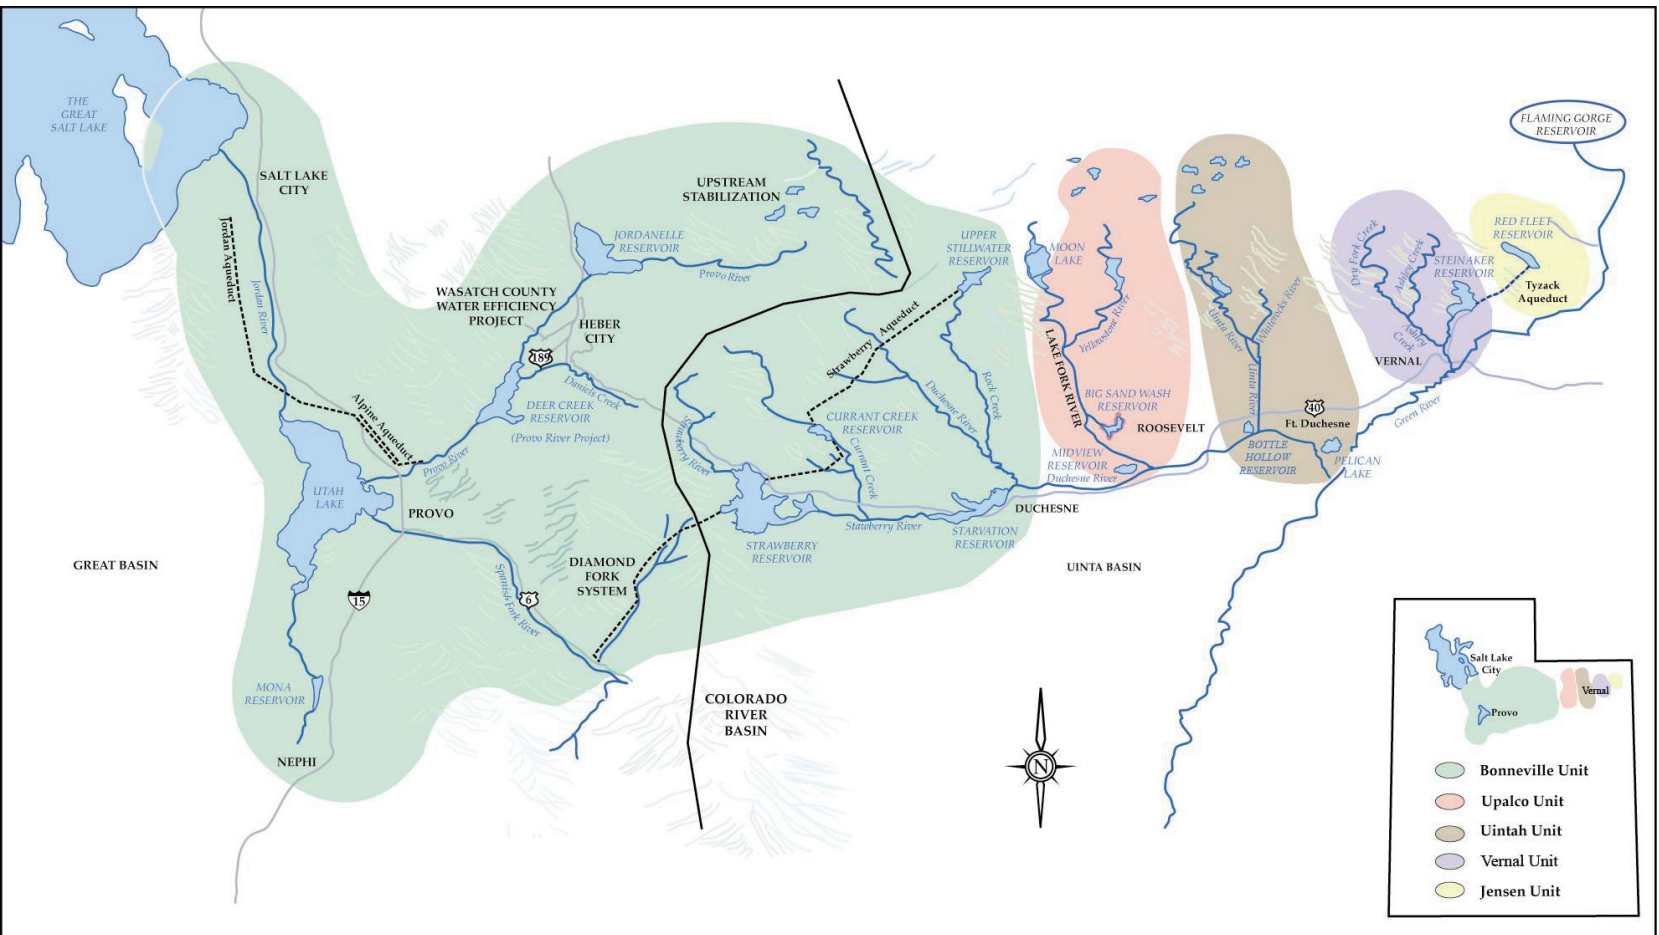 THE
GREAT
SALT LAKE
SALT LAKE
CITY
Jordan Aqueduct
Jordan River
UPSTREAM
STABILIZATION
JORDANELLE
RESERVOIR
Provo River
WASATCH COUNTY
WATER EFFICIENCY
PROJECT
HEBER
CITY
189
Daniels Creek
DEER CREEK
RESERVOIR
(Provo River Project)
Alpine Aqueduct
Provo River
UTAH
LAKE
PROVO
GREAT BASIN
15
Spanish Fork River
6
DIAMOND
FORK
SYSTEM
MONA
RESERVOIR
NEPHI
COLORADO
RIVER
BASIN
UPPER
STILLWATER
RESERVOIR
Strawberry Aqueduct
Strawberry River
CURRANT CREEK
RESERVOIR
Currant Creek
Duchesne River
Rock Creek
STRAWBERRY
RESERVOIR
Stawberry River
STARVATION
RESERVOIR
DUCHESNE
UINTA BASIN
MOON
LAKE
LAKE FORK RIVER
Yellowstone River
BIG SAND WASH
RESERVOIR
ROOSEVELT
MIDVIEW
RESERVOIR
Duchesne River
Uinta River
Whiterocks River
Uinta River
40
Ft. Duchesne
BOTTLE
HOLLOW
RESERVOIR
PELICAN
LAKE
Green River
Dry Fork Creek
Ashley Creek
Ashley
Creek
STEINAKER
RESERVOIR
VERNAL
RED FLEET
RESERVOIR
Tyzack
Aqueduct
FLAMING GORGE
RESERVOIR
N
Salt Lake
City
Provo
Vernal
Bonneville Unit
Upalco Unit
Uintah Unit
Vernal Unit
Jensen Unit